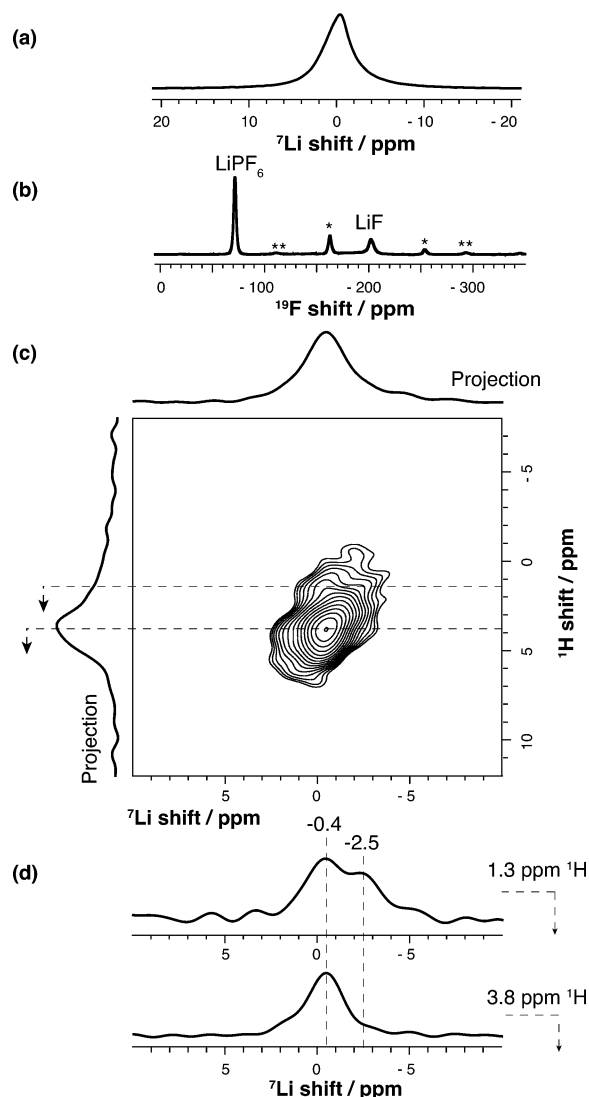 (a)
20 10 0 - 10 - 20
⁷Li shift / ppm
LiPF₆
(b)
** * LiF * **
0 - 100 - 200 - 300
¹⁹F shift / ppm
(c)
Projection
Projection
- 5
0
5
10
¹H shift / ppm
5 0 - 5
⁷Li shift / ppm
-0.4
-2.5
(d)
1.3 ppm ¹H
5 0 - 5
3.8 ppm ¹H
5 0 - 5
⁷Li shift / ppm